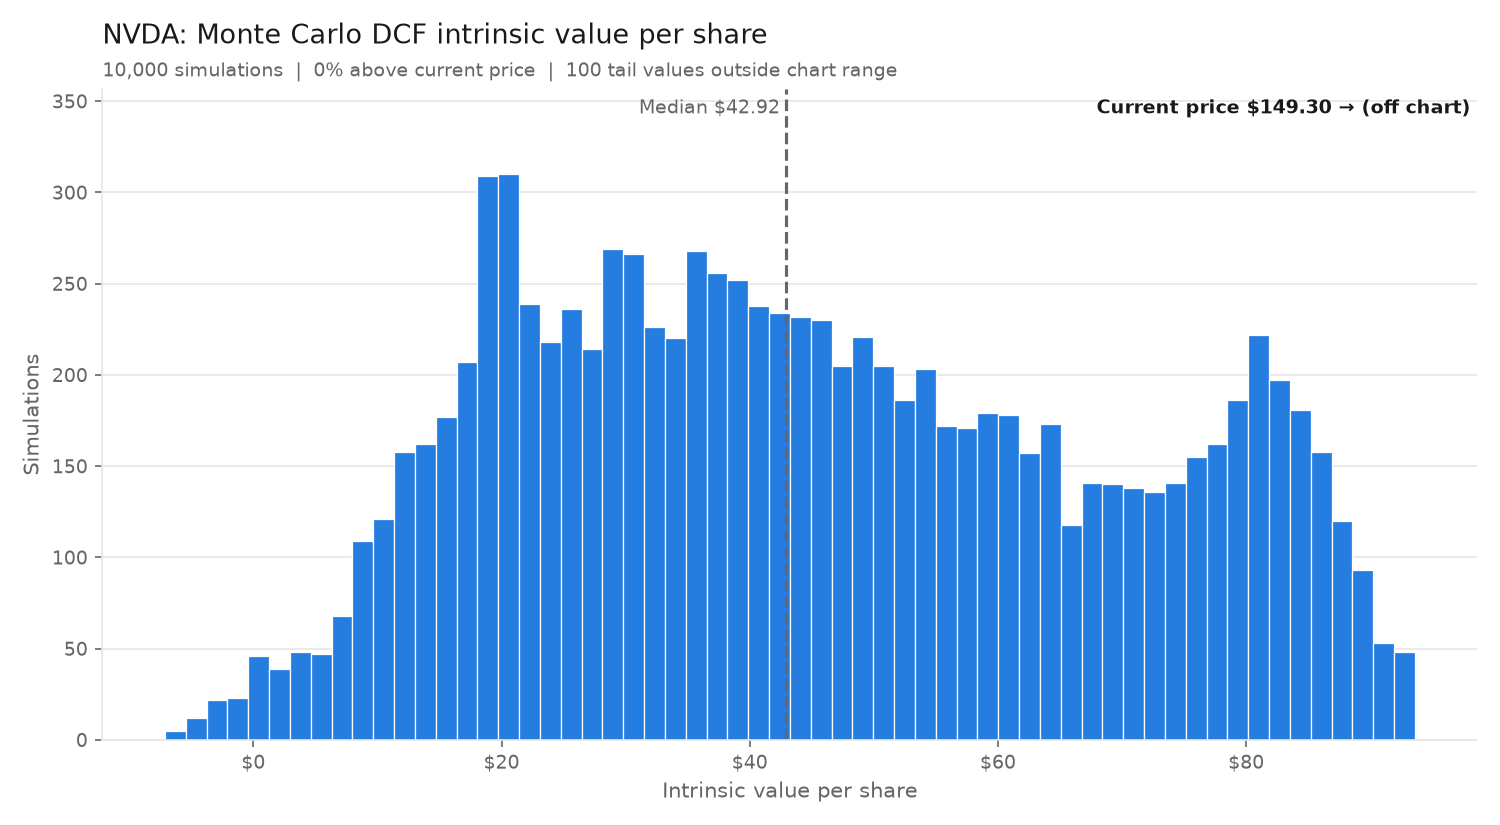 NVDA: Monte Carlo DCF intrinsic value per share
10,000 simulations | 0% above current price | 100 tail values outside chart range
Median $42.92
Current price $149.30 → (off chart)
350
300
250
200
150
100
50
0
Simulations
$0
$20
$40
$60
$80
Intrinsic value per share